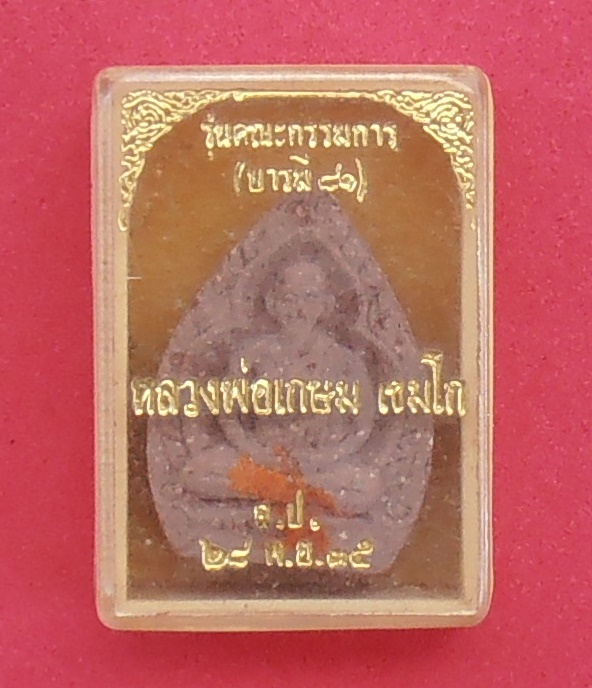 รุ่นคณะกรรมการ
(บารมี ๘๑)
หลวงพ่อเกษม เขมโก
จ.ป.
๒๘ พ.ย. ๓๕